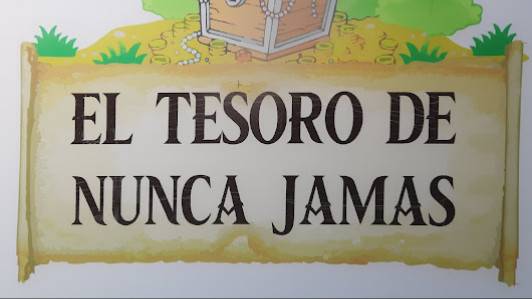 EL TESORO DE
NUNCA JAMAS